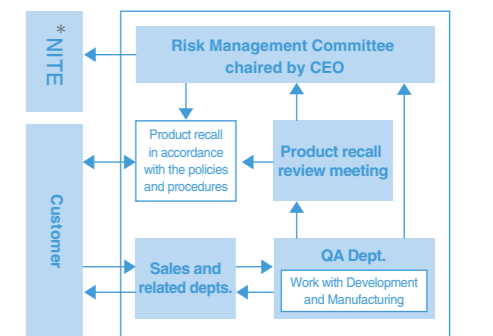 * NITE
Risk Management Committee
chaired by CEO
Product recall
in accordance
with the policies
and procedures
Product recall
review meeting
Customer
Sales and
related depts.
QA Dept.
Work with Development
and Manufacturing